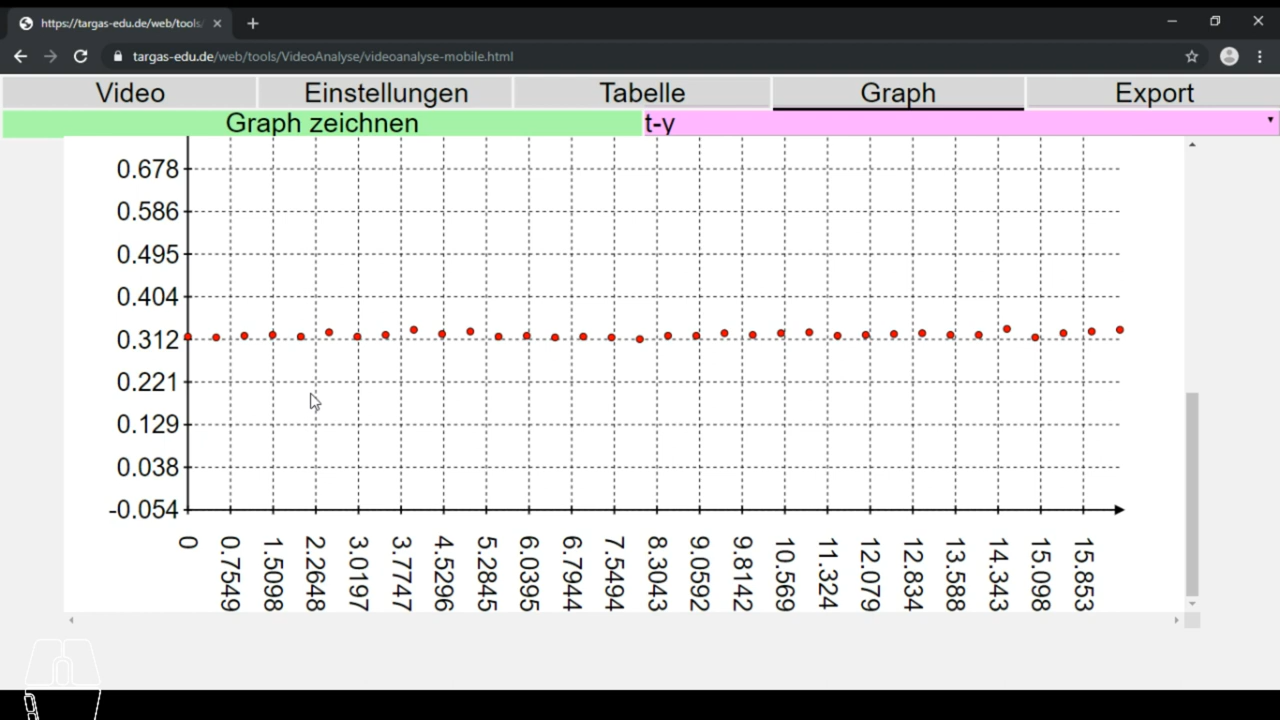 https://targas-edu.de/web/tools
targas-edu.de/web/tools/VideoAnalyse/videoanalyse-mobile.html
Video Einstellungen Tabelle Graph Export
Graph zeichnen t-y
0.678
0.586
0.495
0.404
0.312
0.221
0.129
0.038
-0.054
0 0.7549 1.5098 2.2648 3.0197 3.7747 4.5296 5.2845 6.0395 6.7944 7.5494 8.3043 9.0592 9.8142 10.569 11.324 12.079 12.834 13.588 14.343 15.098 15.853